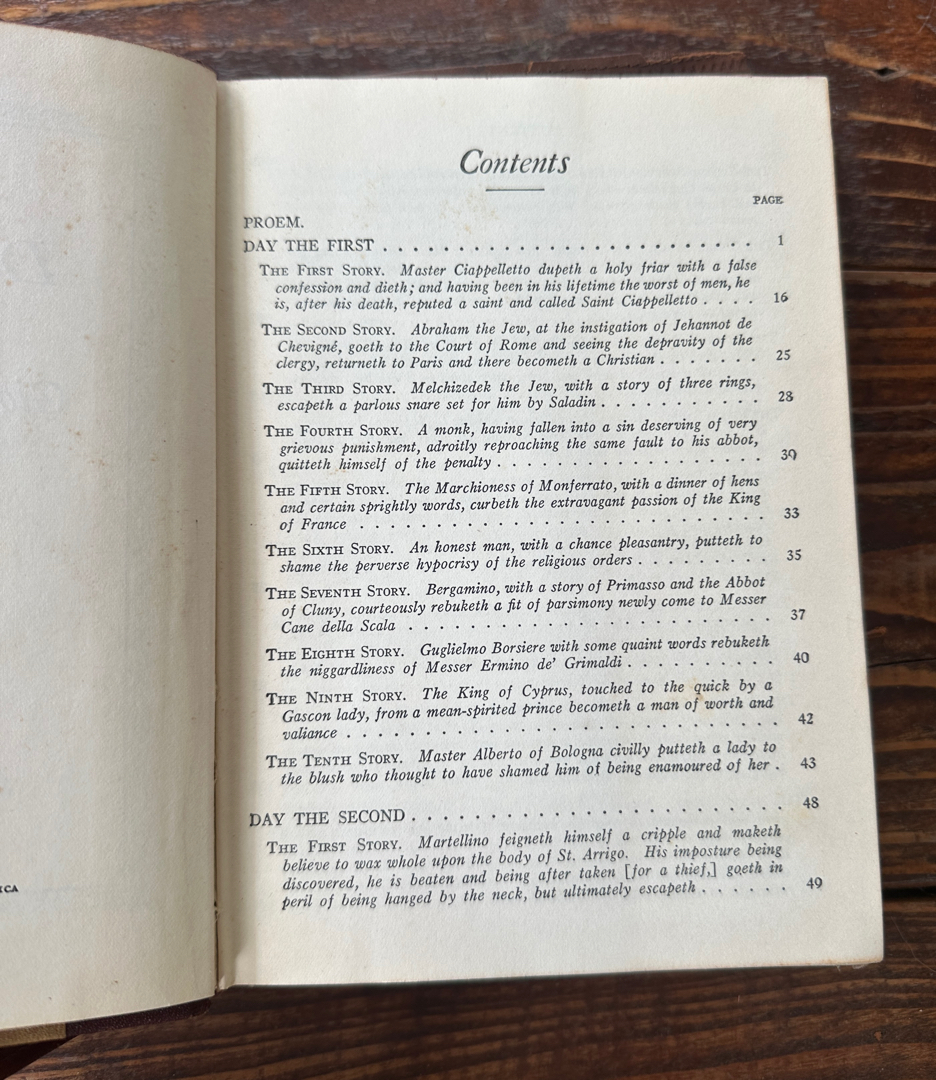 Contents
PAGE
PROEM.
DAY THE FIRST . . . . . . . . . . . . . . . . . . . . . . . . . 1
THE FIRST STORY. Master Ciappelletto dupeth a holy friar with a false
confession and dieth; and having been in his lifetime the worst of men, he
is, after his death, reputed a saint and called Saint Ciappelletto . . . . 16
THE SECOND STORY. Abraham the Jew, at the instigation of Jehannot de
Chevigné, goeth to the Court of Rome and seeing the depravity of the
clergy, returneth to Paris and there becometh a Christian . . . . . . . 25
THE THIRD STORY. Melchizedek the Jew, with a story of three rings,
escapeth a parlous snare set for him by Saladin . . . . . . . . . . . 28
THE FOURTH STORY. A monk, having fallen into a sin deserving of very
grievous punishment, adroitly reproaching the same fault to his abbot,
quitteth himself of the penalty . . . . . . . . . . . . . . . . . . 30
THE FIFTH STORY. The Marchioness of Monferrato, with a dinner of hens
and certain sprightly words, curbeth the extravagant passion of the King
of France . . . . . . . . . . . . . . . . . . . . . . . . . . . 33
THE SIXTH STORY. An honest man, with a chance pleasantry, putteth to
shame the perverse hypocrisy of the religious orders . . . . . . . . . 35
THE SEVENTH STORY. Bergamino, with a story of Primasso and the Abbot
of Cluny, courteously rebuketh a fit of parsimony newly come to Messer
Cane della Scala . . . . . . . . . . . . . . . . . . . . . . . . 37
THE EIGHTH STORY. Guglielmo Borsiere with some quaint words rebuketh
the niggardliness of Messer Ermino de' Grimaldi . . . . . . . . . . 40
THE NINTH STORY. The King of Cyprus, touched to the quick by a
Gascon lady, from a mean-spirited prince becometh a man of worth and
valiance . . . . . . . . . . . . . . . . . . . . . . . . . . . . . 42
THE TENTH STORY. Master Alberto of Bologna civilly putteth a lady to
the blush who thought to have shamed him of being enamoured of her . 43
DAY THE SECOND . . . . . . . . . . . . . . . . . . . . . . . . 48
THE FIRST STORY. Martellino feigneth himself a cripple and maketh
believe to wax whole upon the body of St. Arrigo. His imposture being
discovered, he is beaten and being after taken [for a thief,] goeth in
peril of being hanged by the neck, but ultimately escapeth . . . . . . 49